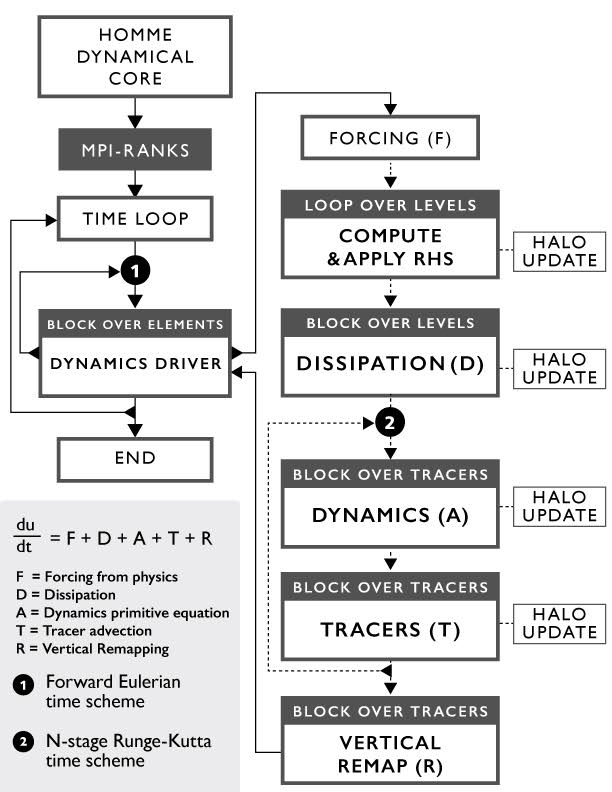 HOMME
DYNAMICAL
CORE
MPI-RANKS
TIME LOOP
1
BLOCK OVER ELEMENTS
DYNAMICS DRIVER
END
FORCING (F)
LOOP OVER LEVELS
COMPUTE
& APPLY RHS
HALO
UPDATE
BLOCK OVER LEVELS
DISSIPATION (D)
HALO
UPDATE
2
BLOCK OVER TRACERS
DYNAMICS (A)
HALO
UPDATE
BLOCK OVER TRACERS
TRACERS (T)
HALO
UPDATE
BLOCK OVER TRACERS
VERTICAL
REMAP (R)
du
dt
= F + D + A + T + R
F = Forcing from physics
D = Dissipation
A = Dynamics primitive equation
T = Tracer advection
R = Vertical Remapping
1 Forward Eulerian
time scheme
2 N-stage Runge-Kutta
time scheme